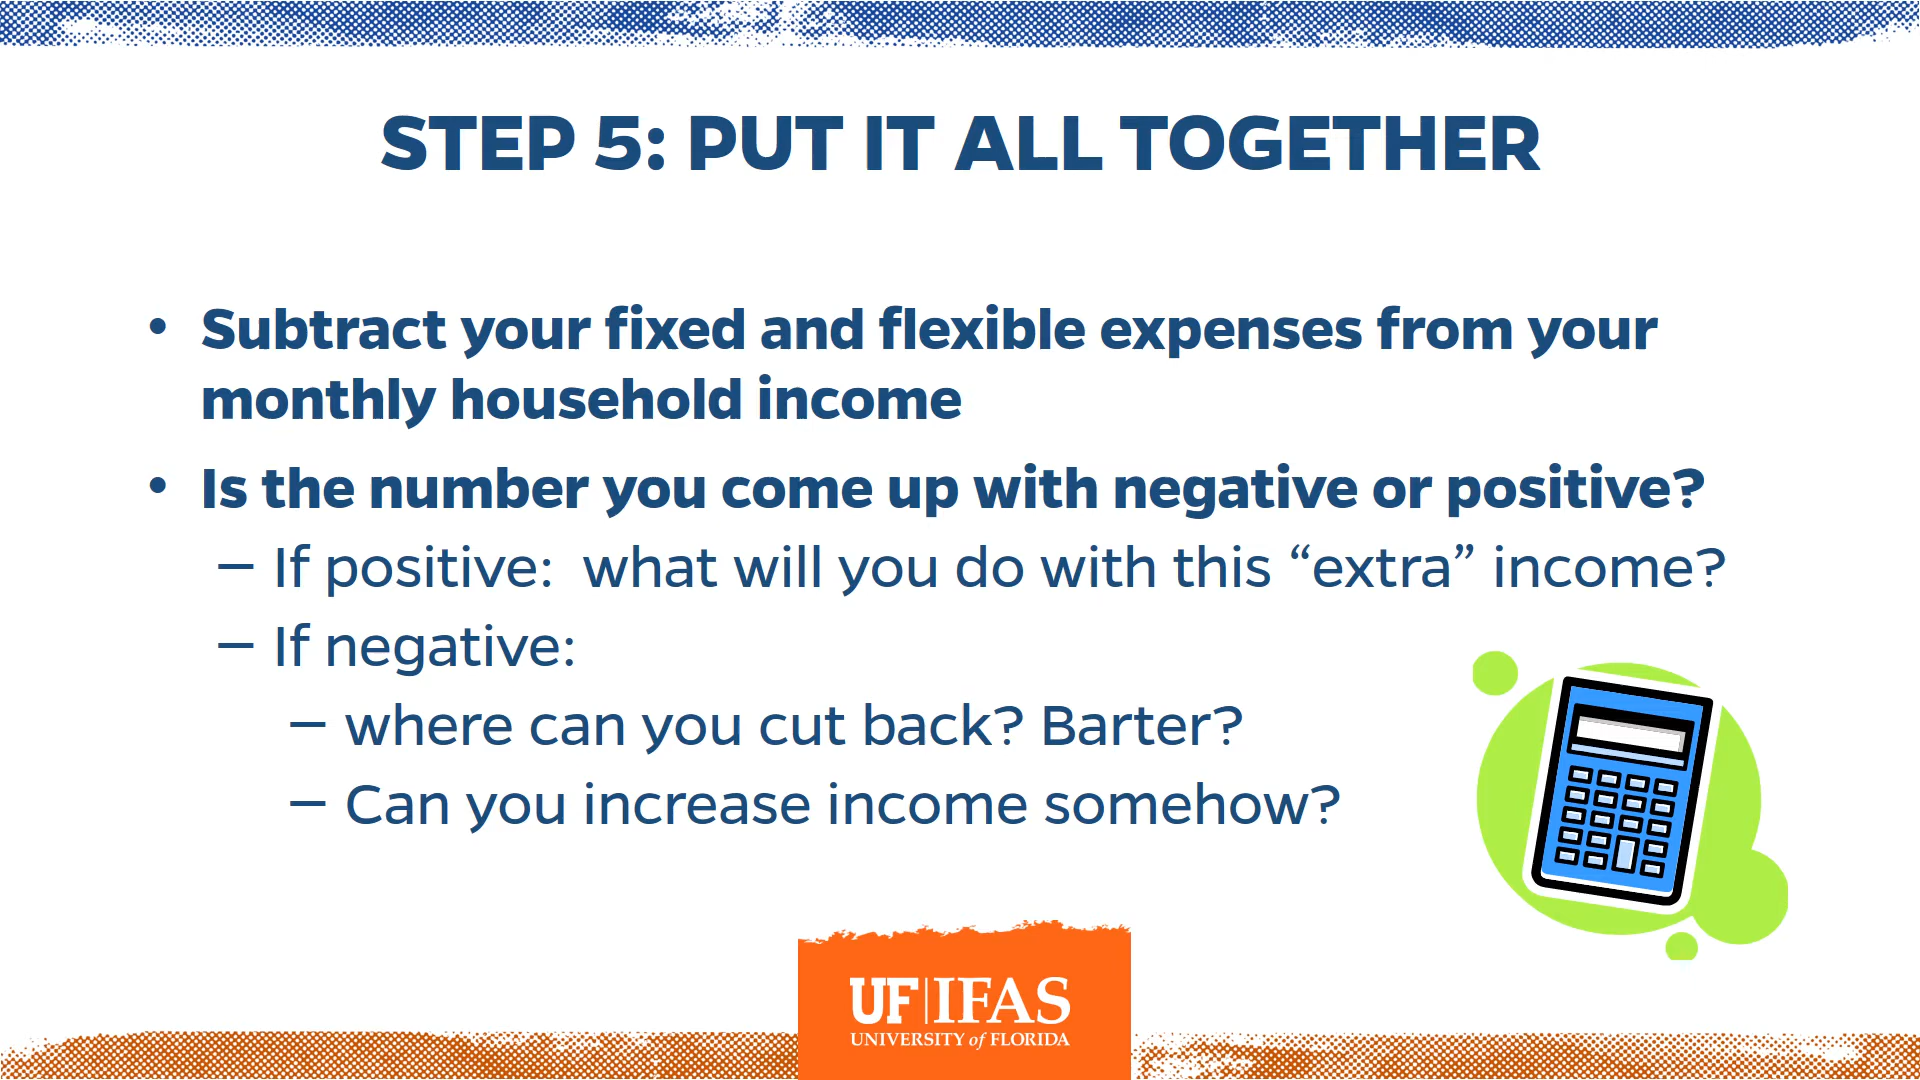 STEP 5: PUT IT ALL TOGETHER
• Subtract your fixed and flexible expenses from your
monthly household income
• Is the number you come up with negative or positive?
– If positive:  what will you do with this “extra” income?
– If negative:
– where can you cut back? Barter?
– Can you increase income somehow?
UF|IFAS
UNIVERSITY of FLORIDA